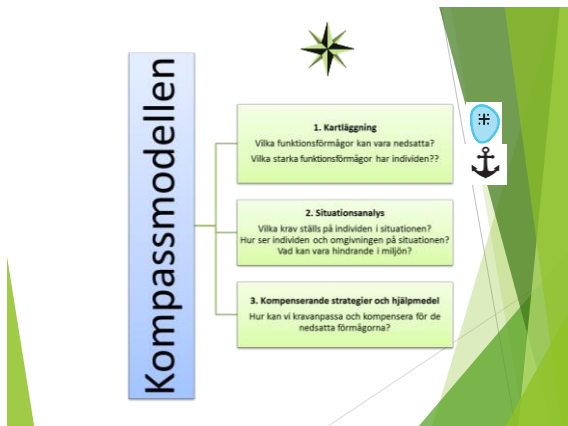 Kompassmodellen
1. Kartläggning
Vilka funktionsförmågor kan vara nedsatta?
Vilka starka funktionsförmågor har individen??
2. Situationsanalys
Vilka krav ställs på individen i situationen?
Hur ser individen och omgivningen på situationen?
Vad kan vara hindrande i miljön?
3. Kompenserande strategier och hjälpmedel
Hur kan vi kravanpassa och kompensera för de
nedsatta förmågorna?